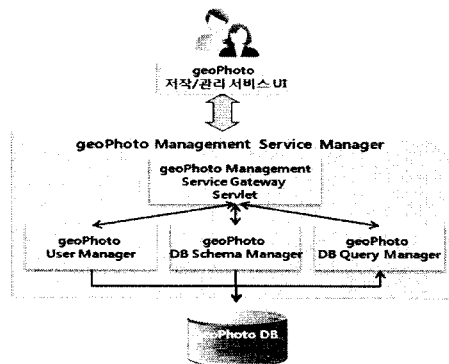 geoPhoto
저작/관리 서비스 UI
geoPhoto Management Service Manager
geoPhoto Management
Service Gateway
Servlet
geoPhoto
User Manager
geoPhoto
DB Schema Manager
geoPhoto
DB Query Manager
geoPhoto DB